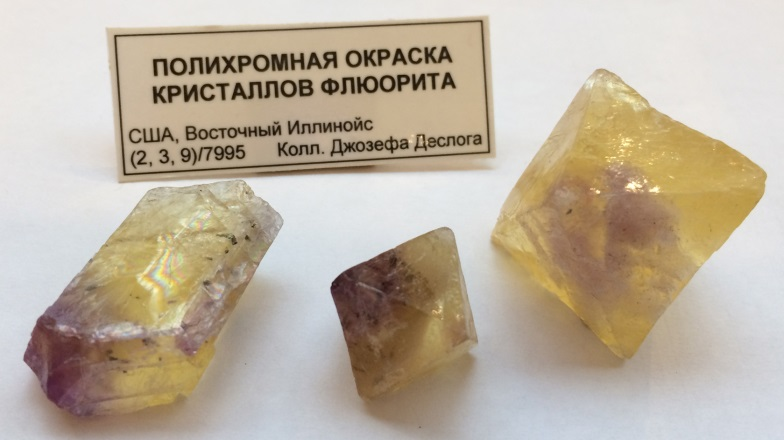 ПОЛИХРОМНАЯ ОКРАСКА
КРИСТАЛЛОВ ФЛЮОРИТА
США, Восточный Иллинойс
(2, 3, 9)/7995 Колл. Джозефа Деслога